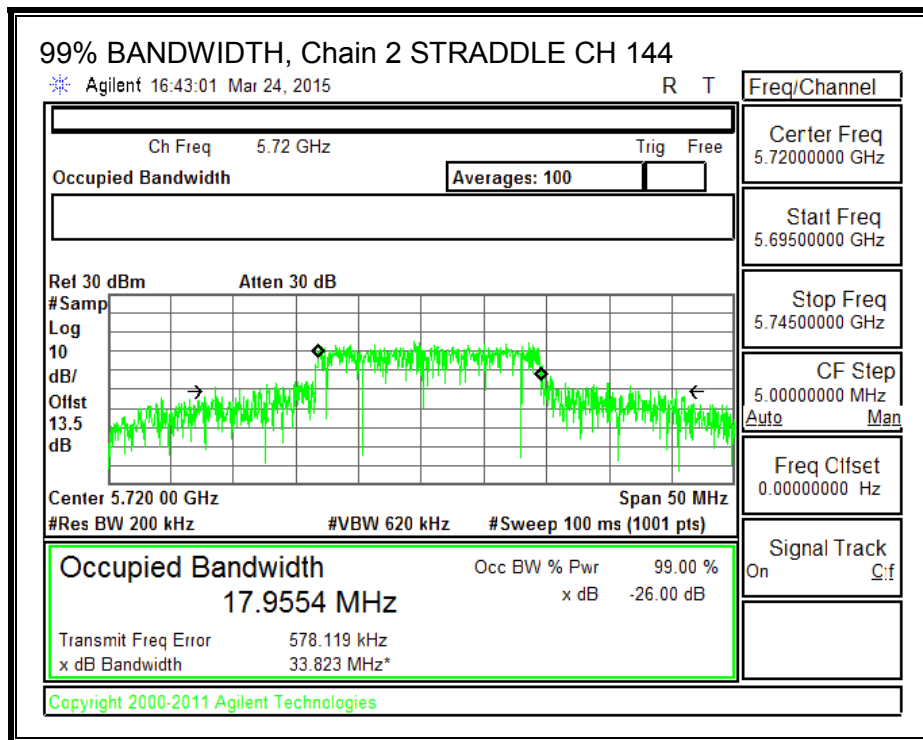 99% BANDWIDTH, Chain 2 STRADDLE CH 144
Agilent 16:43:01 Mar 24, 2015 R T
Freq/Channel
Ch Freq 5.72 GHz Trig Free
Occupied Bandwidth Averages: 100
Center Freq
5.72000000 GHz
Start Freq
5.69500000 GHz
Stop Freq
5.74500000 GHz
CF Step
5.00000000 MHz
Auto Man
Freq Offset
0.00000000 Hz
Signal Track
On Off
Ref 30 dBm Atten 30 dB
#Samp
Log
10
dB/
Offst
13.5
dB
Center 5.720 00 GHz Span 50 MHz
#Res BW 200 kHz #VBW 620 kHz #Sweep 100 ms (1001 pts)
Occupied Bandwidth Occ BW % Pwr 99.00 %
17.9554 MHz x dB -26.00 dB
Transmit Freq Error 578.119 kHz
x dB Bandwidth 33.823 MHz*
Copyright 2000-2011 Agilent Technologies